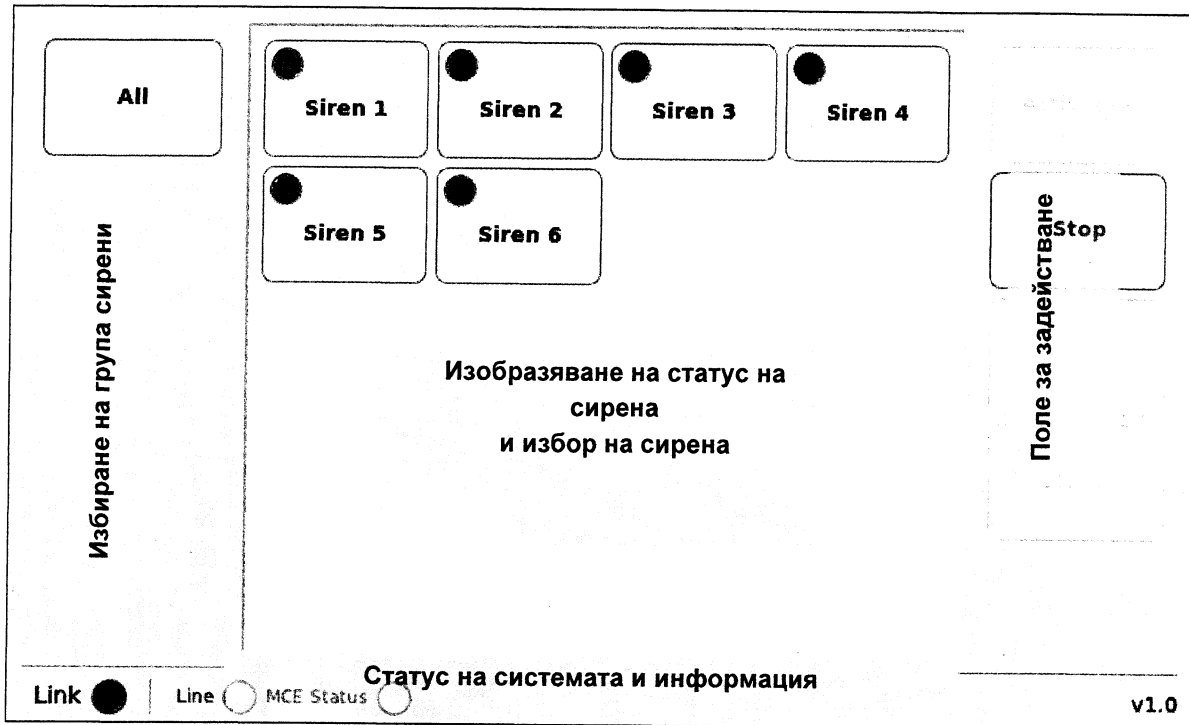 All
Siren 1
Siren 2
Siren 3
Siren 4
Siren 5
Siren 6
Stop
Избиране на група сирени
Изобразяване на статус на
сирена
и избор на сирена
Поле за задействане
Статус на системата и информация
Link
Line
MCE Status
v1.0